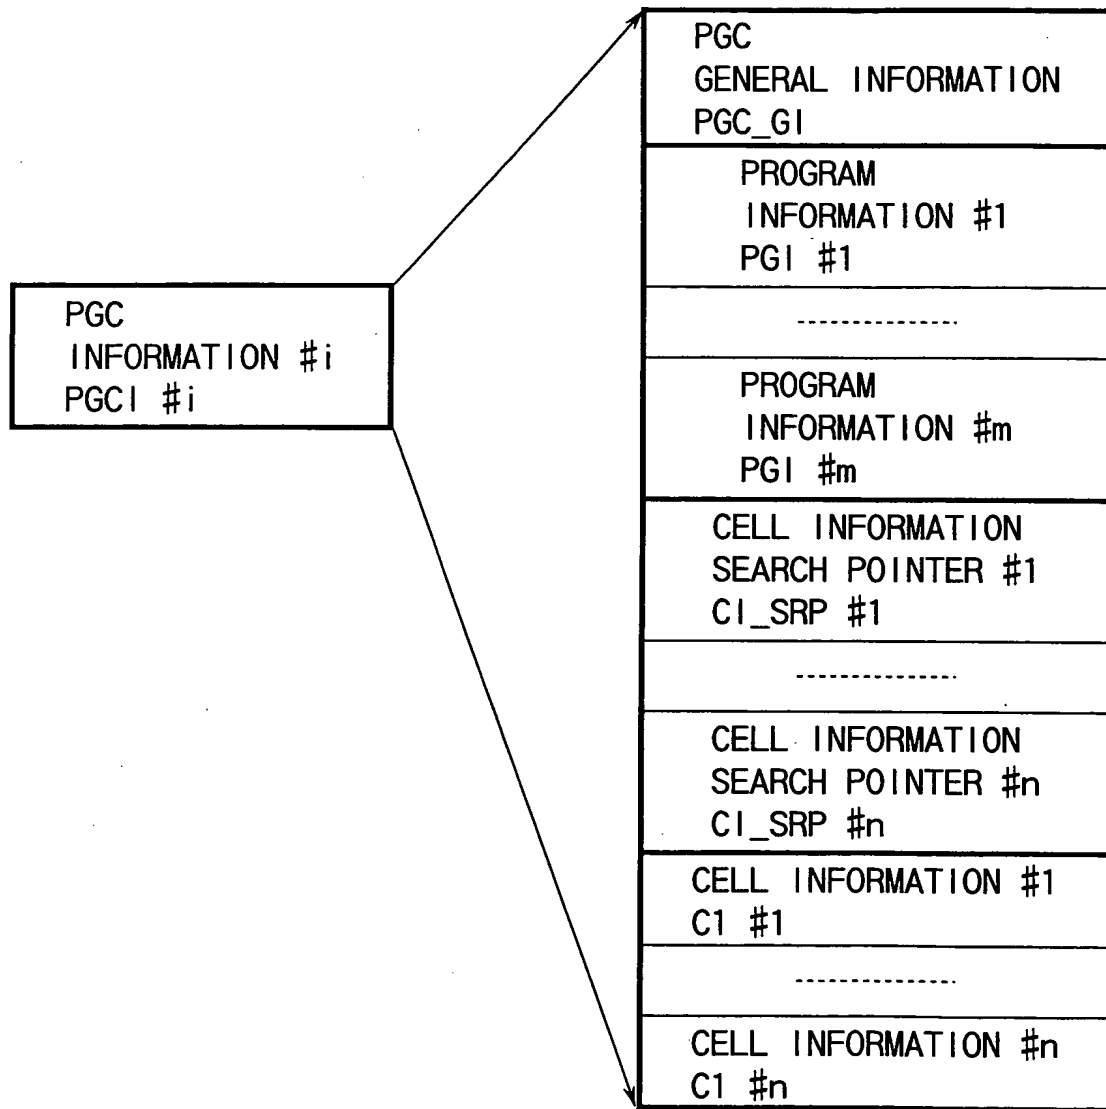 PGC
INFORMATION #i
PGCI #i
PGC
GENERAL INFORMATION
PGC_GI
PROGRAM
INFORMATION #1
PGI #1
---------------
PROGRAM
INFORMATION #m
PGI #m
CELL INFORMATION
SEARCH POINTER #1
CI_SRP #1
---------------
CELL INFORMATION
SEARCH POINTER #n
CI_SRP #n
CELL INFORMATION #1
C1 #1
---------------
CELL INFORMATION #n
C1 #n